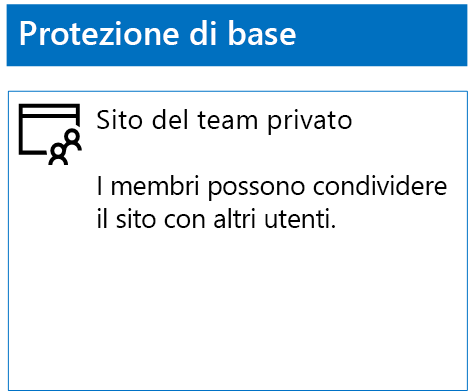 Protezione di base
Sito del team privato
I membri possono condividere
il sito con altri utenti.